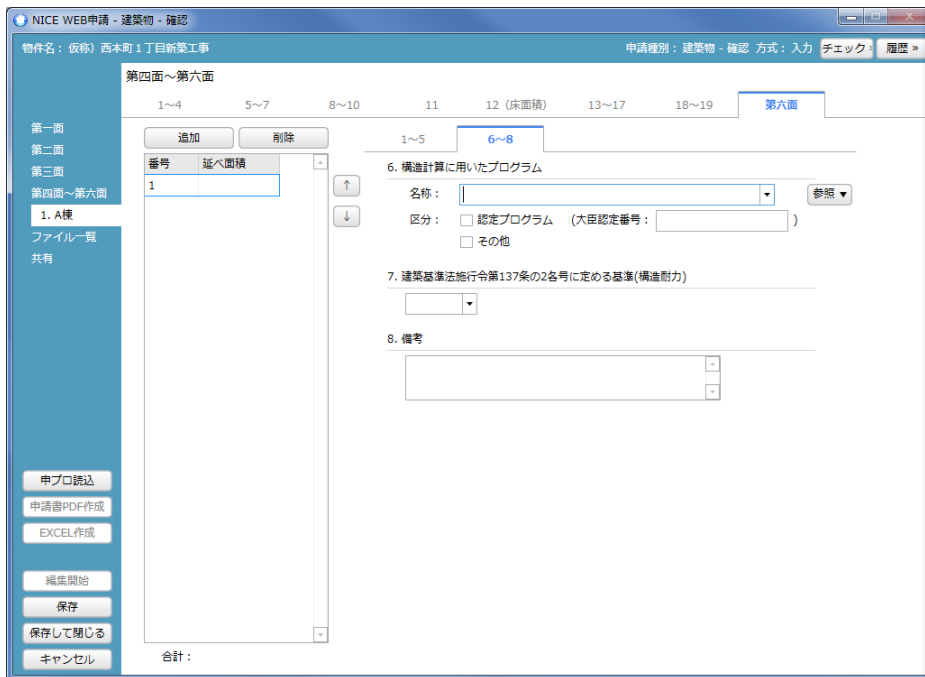 NICE WEB申請 - 建築物 - 確認
物件名：仮称）西本町１丁目新築工事
申請種別：建築物 - 確認 方式：入力
チェック
履歴 »
第四面～第六面
1～4
5～7
8～10
11
12（床面積）
13～17
18～19
第六面
第一面
第二面
第三面
第四面～第六面
1. A棟
ファイル一覧
共有
追加
削除
番号
延べ面積
1
↑
↓
1～5
6～8
6. 構造計算に用いたプログラム
名称：
参照 ▼
区分：
認定プログラム （大臣認定番号： ）
その他
7. 建築基準法施行令第137条の2各号に定める基準(構造耐力)
8. 備考
申プロ読込
申請書PDF作成
EXCEL作成
編集開始
保存
保存して閉じる
キャンセル
合計：